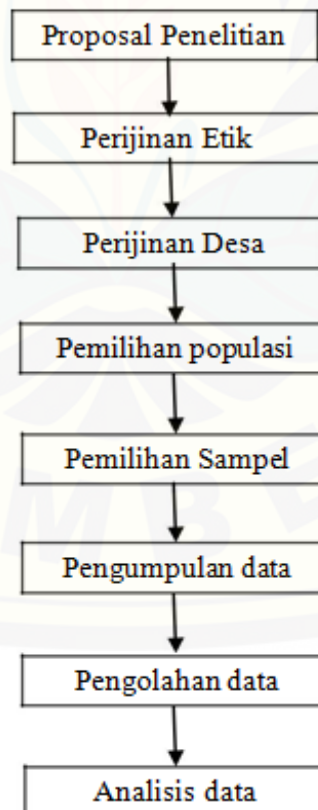 Proposal Penelitian
Perijinan Etik
Perijinan Desa
Pemilihan populasi
Pemilihan Sampel
Pengumpulan data
Pengolahan data
Analisis data